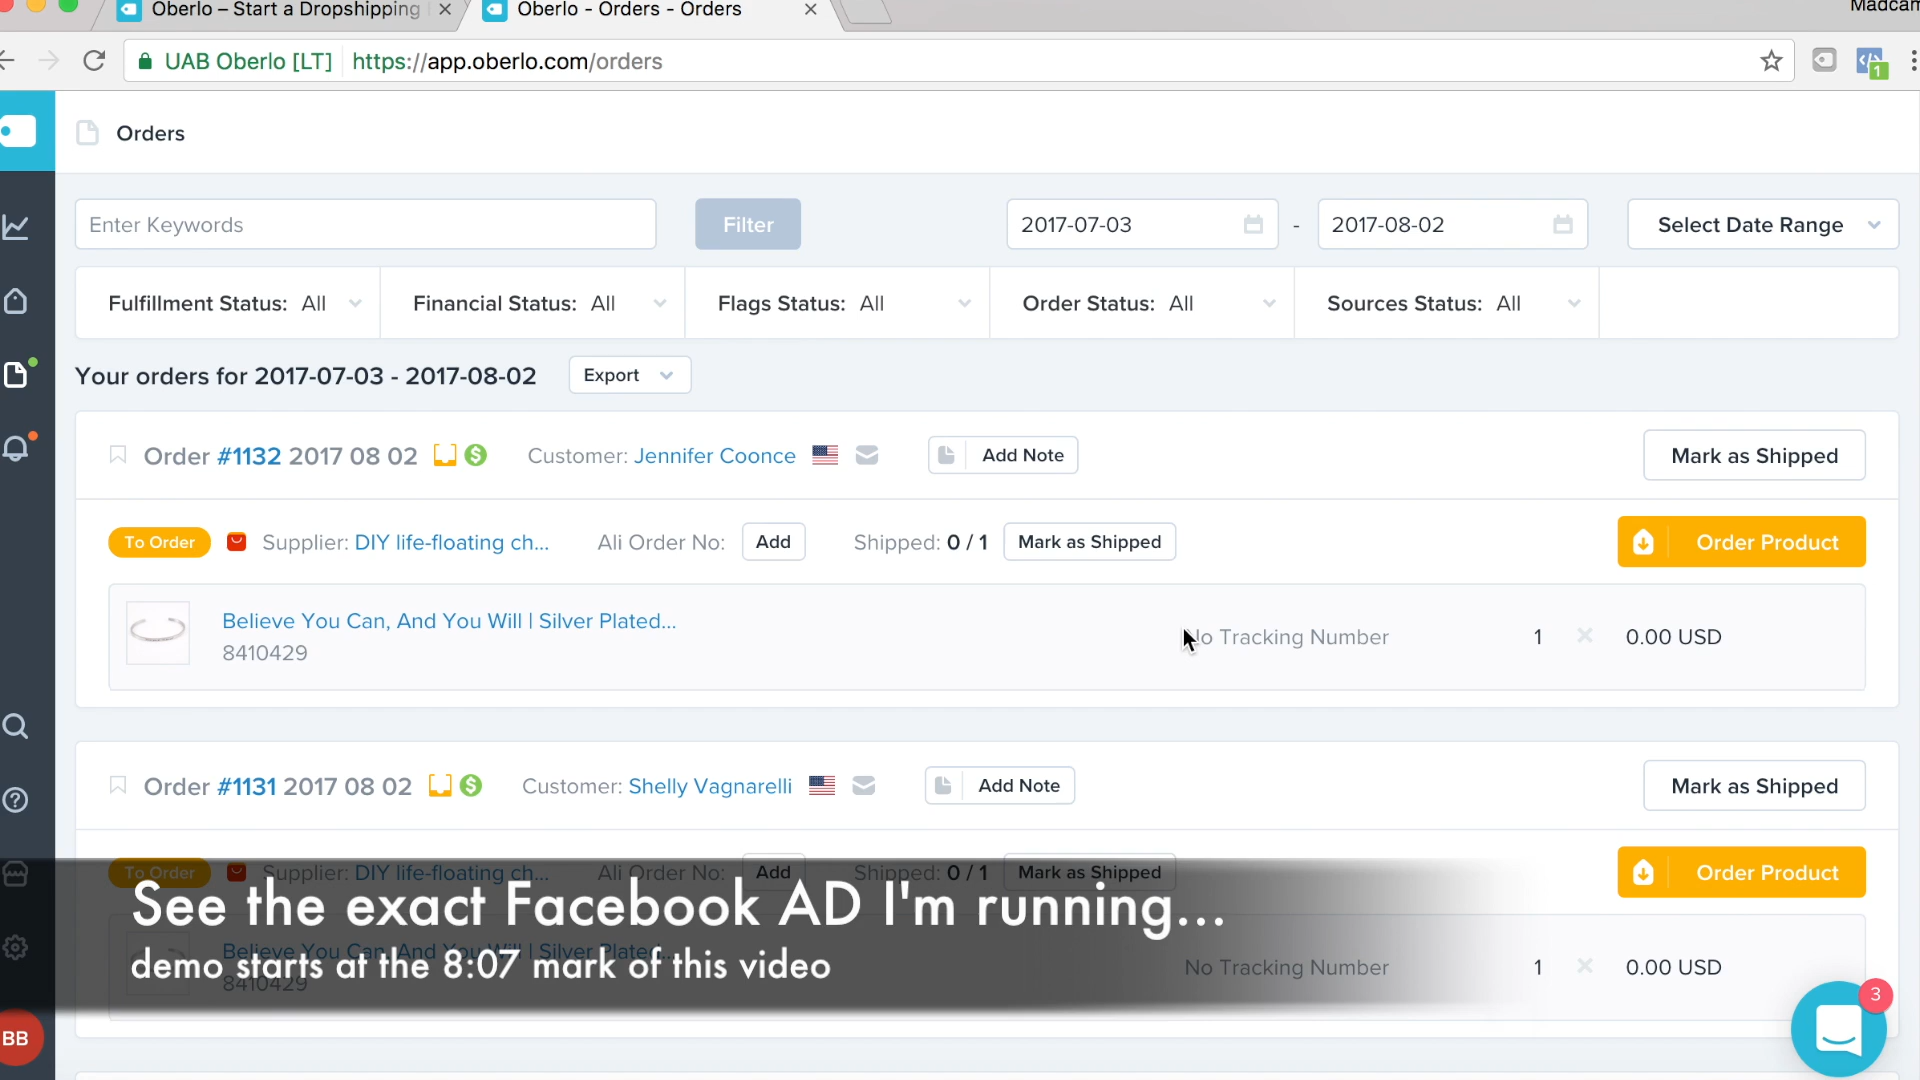 Oberlo – Start a Dropshipping
Oberlo - Orders - Orders
Madcam
UAB Oberlo [LT]
https://app.oberlo.com/orders
1
Orders
Enter Keywords
Filter
2017-07-03
-
2017-08-02
Select Date Range
Fulfillment Status: All
Financial Status: All
Flags Status: All
Order Status: All
Sources Status: All
Your orders for 2017-07-03 - 2017-08-02
Export
Order #1132 2017 08 02
Customer: Jennifer Coonce
Add Note
Mark as Shipped
To Order
Supplier: DIY life-floating ch...
Ali Order No:
Add
Shipped: 0 / 1
Mark as Shipped
Order Product
Believe You Can, And You Will | Silver Plated...
8410429
No Tracking Number
1
0.00 USD
Order #1131 2017 08 02
Customer: Shelly Vagnarelli
Add Note
Mark as Shipped
To Order
Supplier: DIY life-floating ch...
Ali Order No:
Add
Shipped: 0 / 1
Mark as Shipped
Order Product
See the exact Facebook AD I'm running...
Believe You Can, And You Will | Silver Plated...
demo starts at the 8:07 mark of this video
8410429
No Tracking Number
1
0.00 USD
3
BB